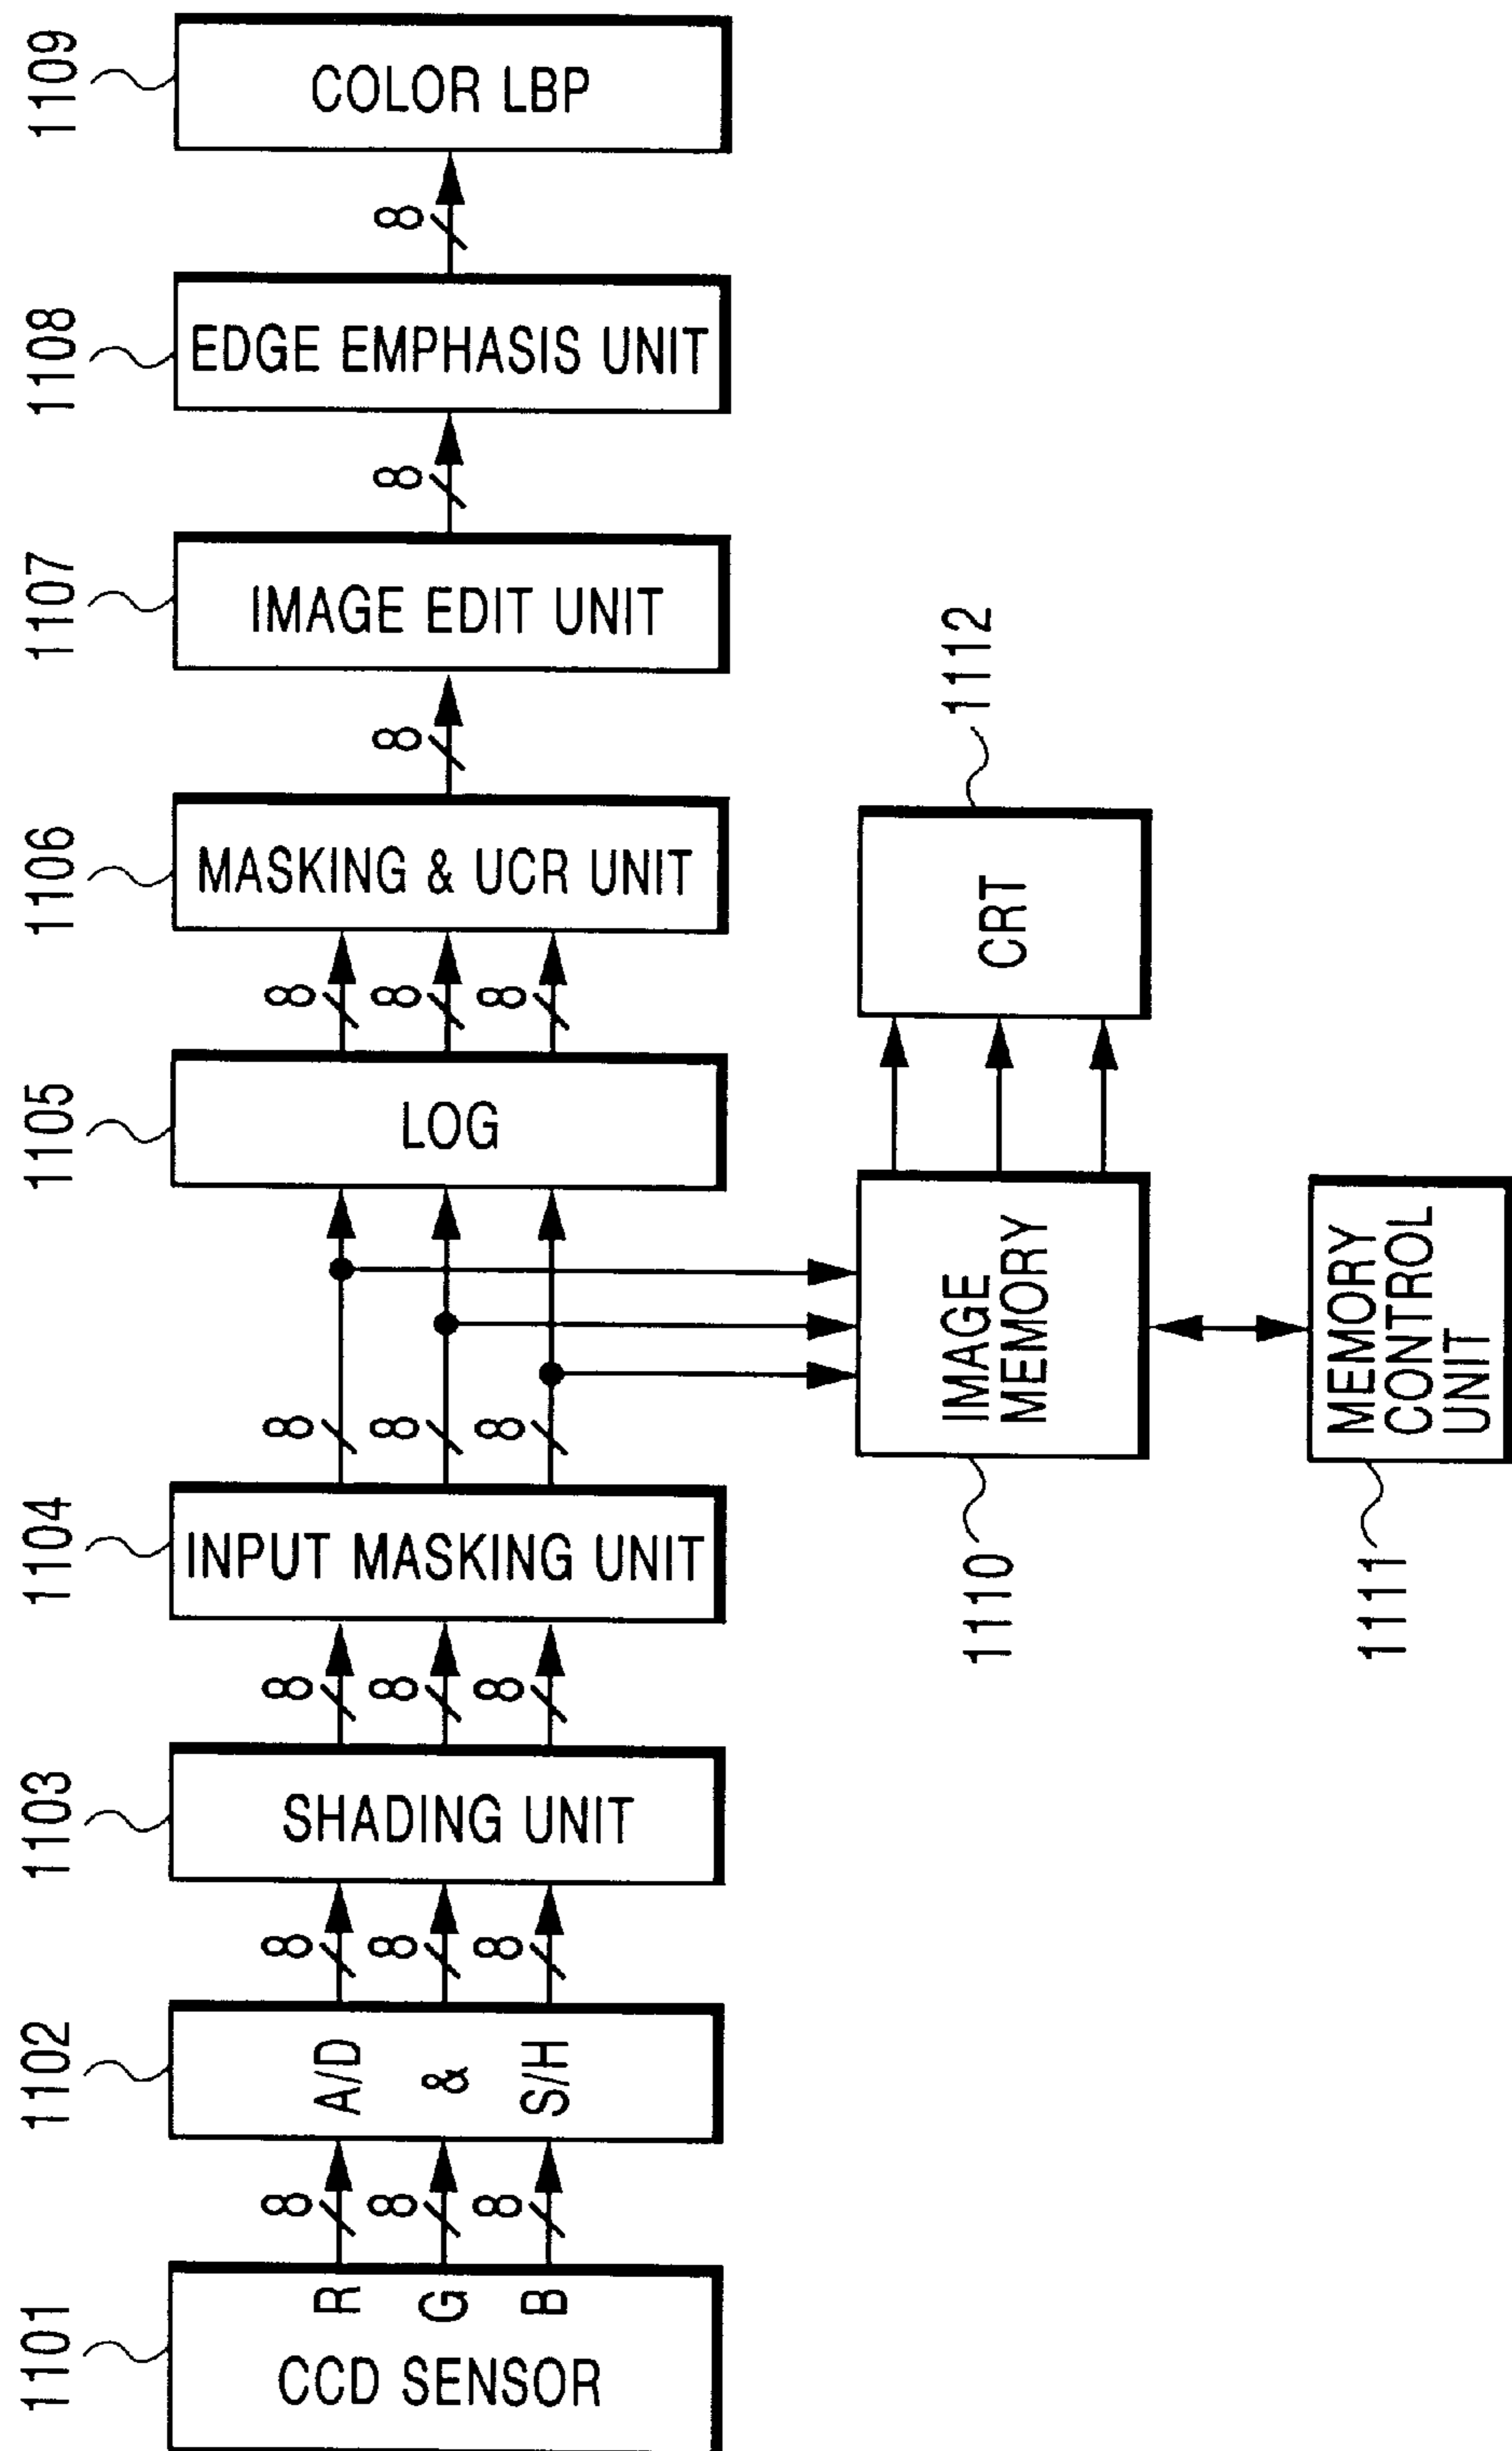 1101
1102
1103
1104
1105
1106
1107
1108
1109
R
G
B
CCD SENSOR
8
8
8
A/D
&
S/H
8
8
8
SHADING UNIT
8
8
8
INPUT MASKING UNIT
8
8
8
LOG
8
8
8
MASKING & UCR UNIT
8
IMAGE EDIT UNIT
8
EDGE EMPHASIS UNIT
8
COLOR LBP
1110
IMAGE
MEMORY
CRT
1112
1111
MEMORY
CONTROL
UNIT